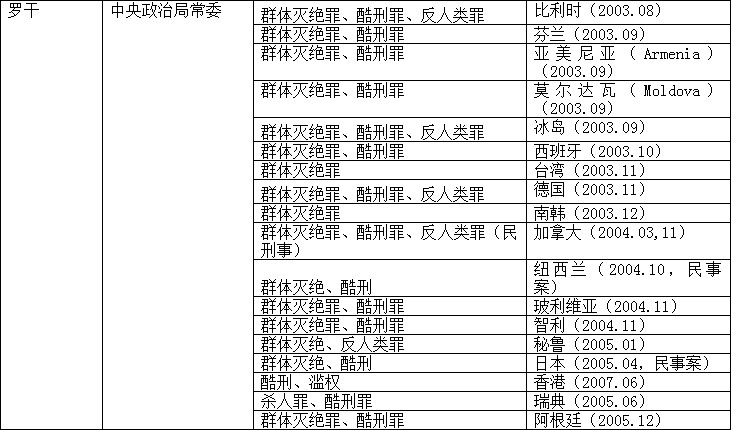 罗干 中央政治局常委 群体灭绝罪、酷刑罪、反人类罪 比利时（2003.08）
群体灭绝罪、酷刑罪 芬兰（2003.09）
群体灭绝罪、酷刑罪 亚美尼亚（Armenia）
（2003.09）
群体灭绝罪、酷刑罪 莫尔达瓦（Moldova）
（2003.09）
群体灭绝罪、酷刑罪、反人类罪 冰岛（2003.09）
群体灭绝罪、酷刑罪 西班牙（2003.10）
群体灭绝罪 台湾（2003.11）
群体灭绝罪、酷刑罪、反人类罪 德国（2003.11）
群体灭绝罪 南韩（2003.12）
群体灭绝罪、酷刑罪、反人类罪（民 加拿大（2004.03,11）
刑事）
群体灭绝、酷刑 纽西兰（2004.10，民事
案）
群体灭绝罪、酷刑罪 玻利维亚（2004.11）
群体灭绝罪、酷刑罪 智利（2004.11）
群体灭绝、反人类罪 秘鲁（2005.01）
群体灭绝、酷刑 日本（2005.04，民事案）
酷刑、滥权 香港（2007.06）
杀人罪、酷刑罪 瑞典（2005.06）
群体灭绝罪、酷刑罪 阿根廷（2005.12）